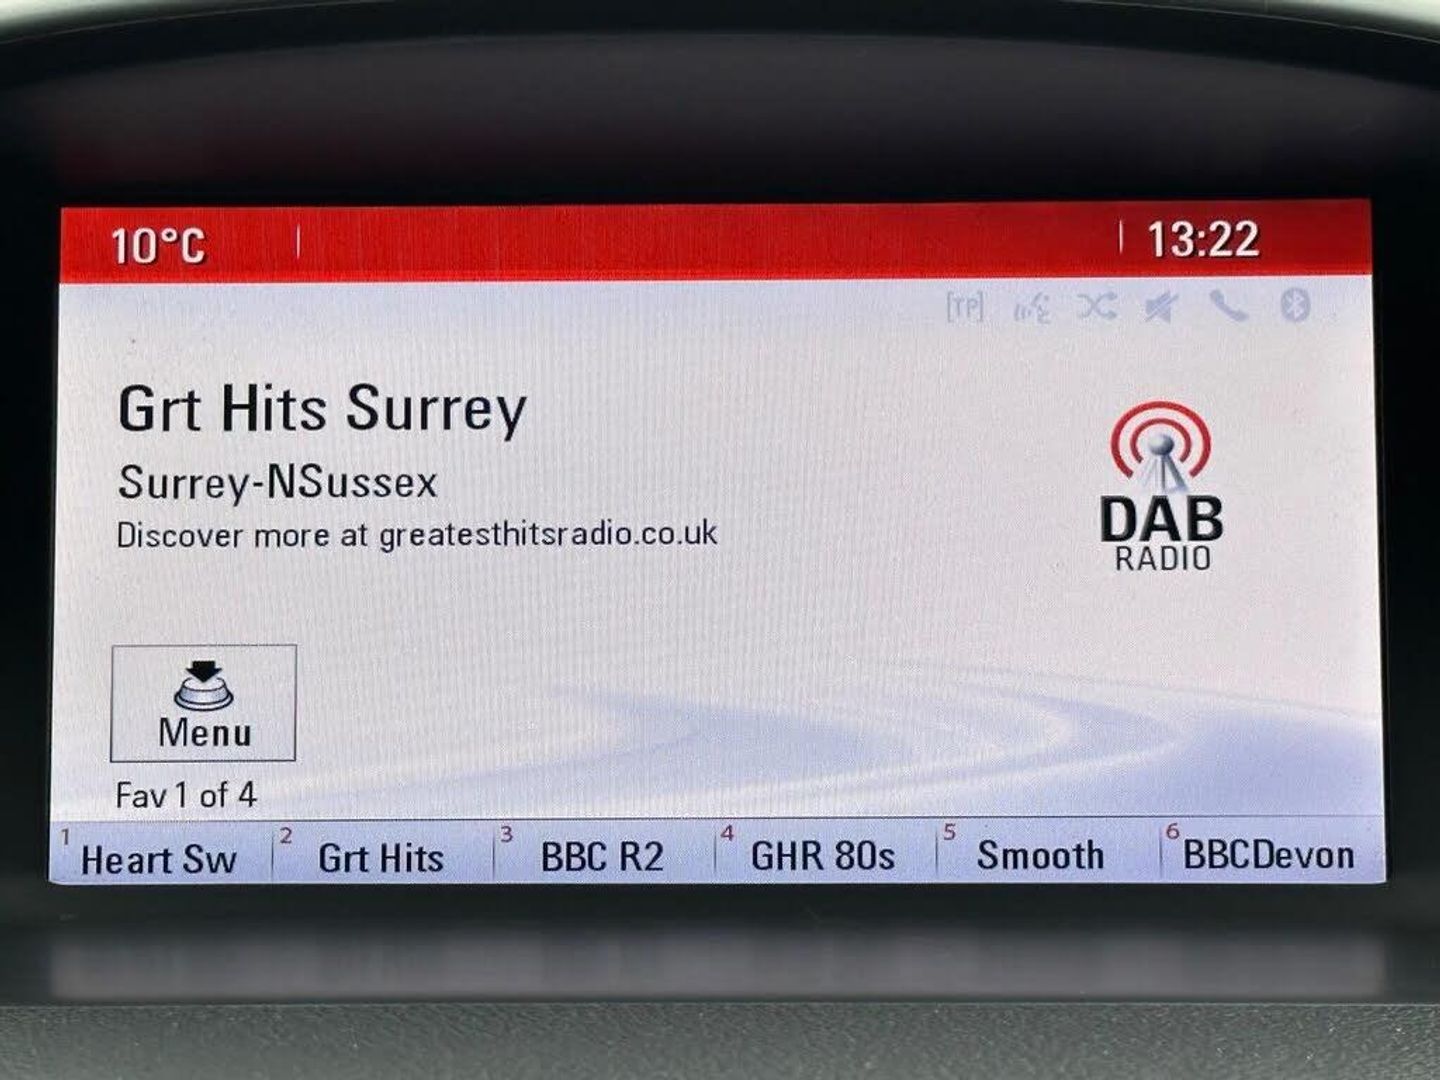 10°C 13:22
[TP]
Grt Hits Surrey
Surrey-NSussex
Discover more at greatesthitsradio.co.uk
DAB
RADIO
Menu
Fav 1 of 4
1 Heart Sw 2 Grt Hits 3 BBC R2 4 GHR 80s 5 Smooth 6 BBCDevon